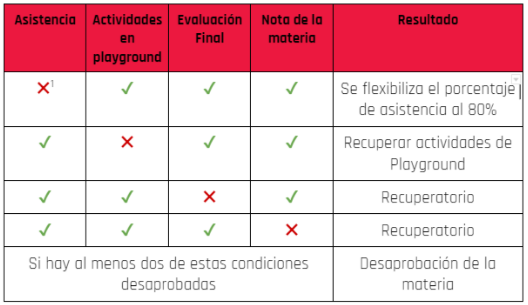 Asistencia
Actividades
en
playground
Evaluación
Final
Nota de la
materia
Resultado
1
Se flexibiliza el porcentaje
de asistencia al 80%
Recuperar actividades de
Playground
Recuperatorio
Recuperatorio
Si hay al menos dos de estas condiciones
desaprobadas
Desaprobación de la
materia